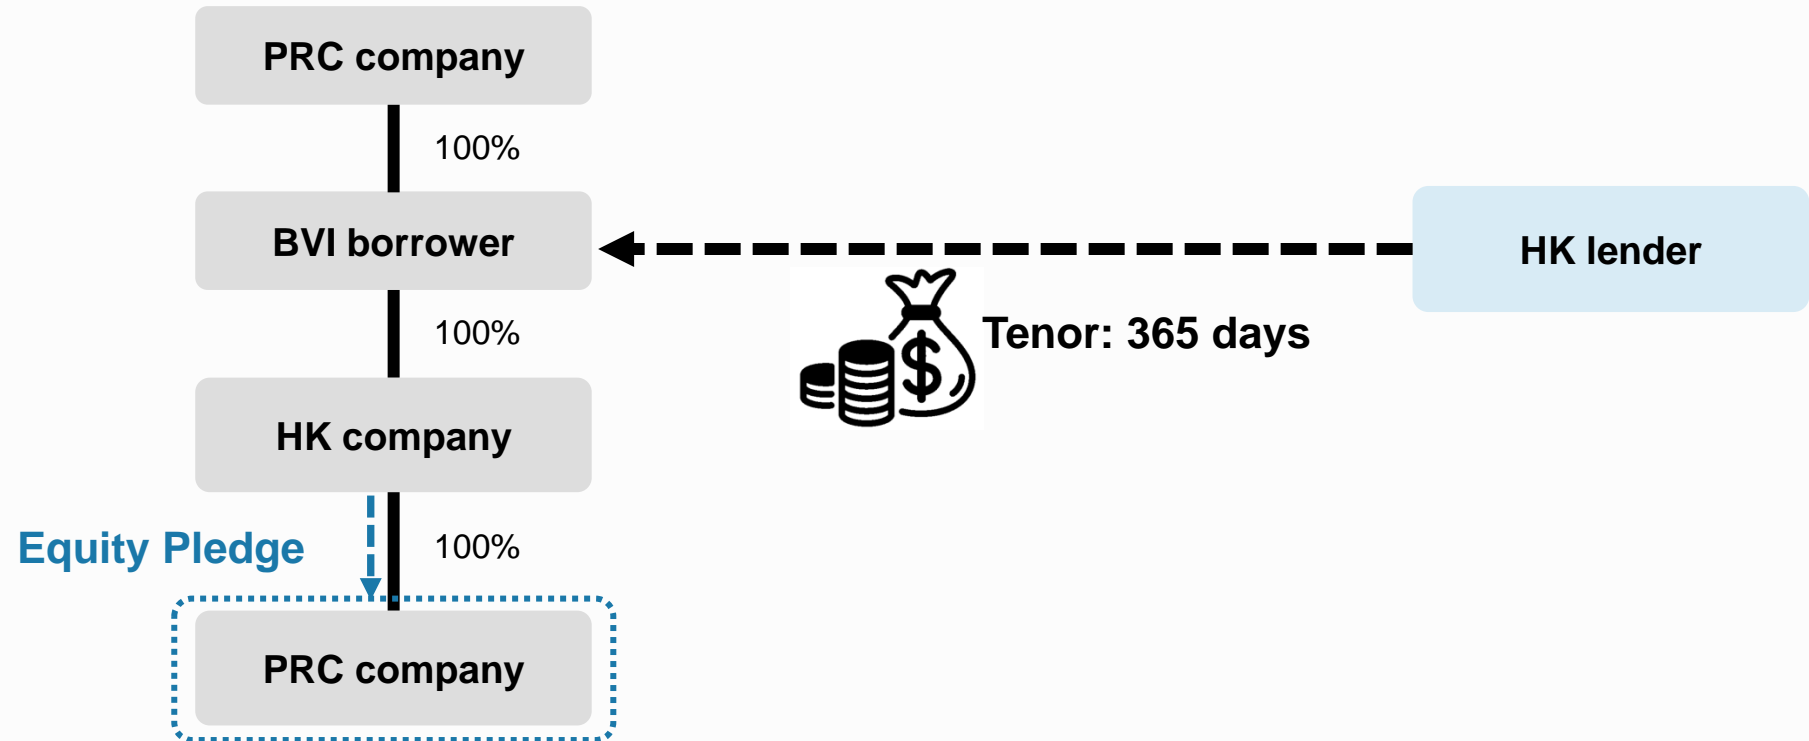 PRC company
100%
BVI borrower
HK lender
100%
Tenor: 365 days
HK company
Equity Pledge
100%
PRC company